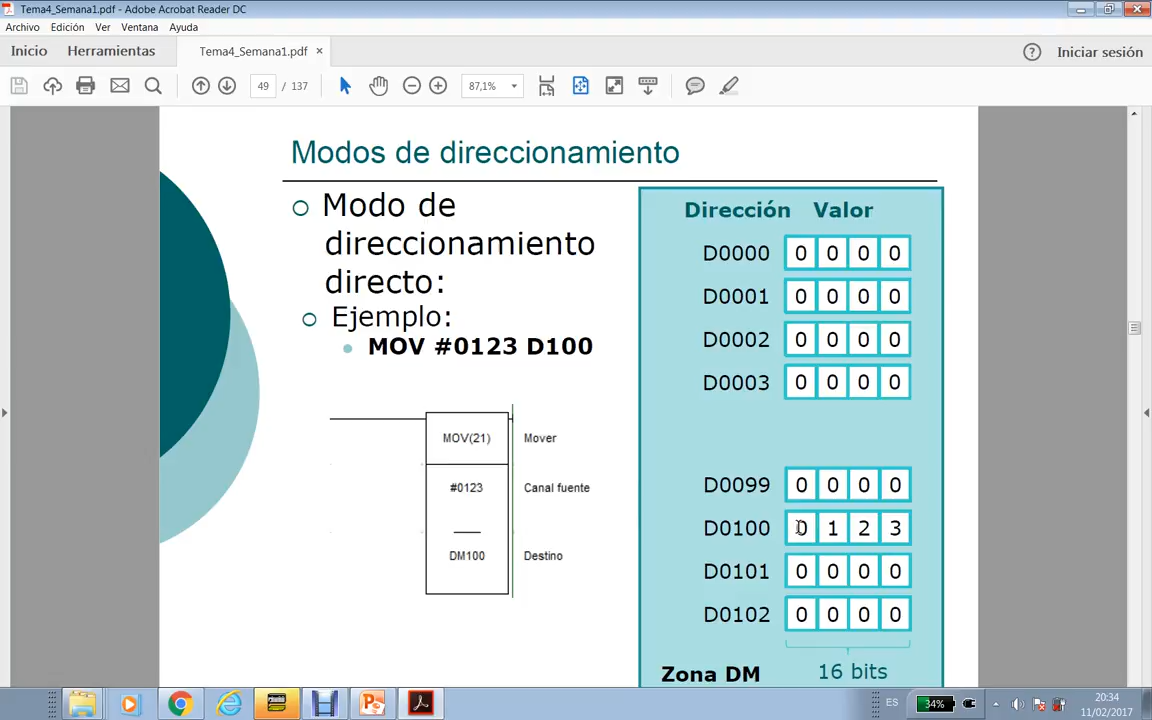 Tema4_Semana1.pdf - Adobe Acrobat Reader DC
Archivo Edición Ver Ventana Ayuda
Inicio Herramientas Tema4_Semana1.pdf × ? Iniciar sesión
49 / 137 87,1%
Modos de direccionamiento
Modo de
direccionamiento
directo:
Ejemplo:
MOV #0123 D100
MOV(21) Mover
#0123 Canal fuente
DM100 Destino
Dirección Valor
D0000 0 0 0 0
D0001 0 0 0 0
D0002 0 0 0 0
D0003 0 0 0 0
D0099 0 0 0 0
D0100 0 1 2 3
D0101 0 0 0 0
D0102 0 0 0 0
Zona DM 16 bits
ES 34% 20:34
11/02/2017